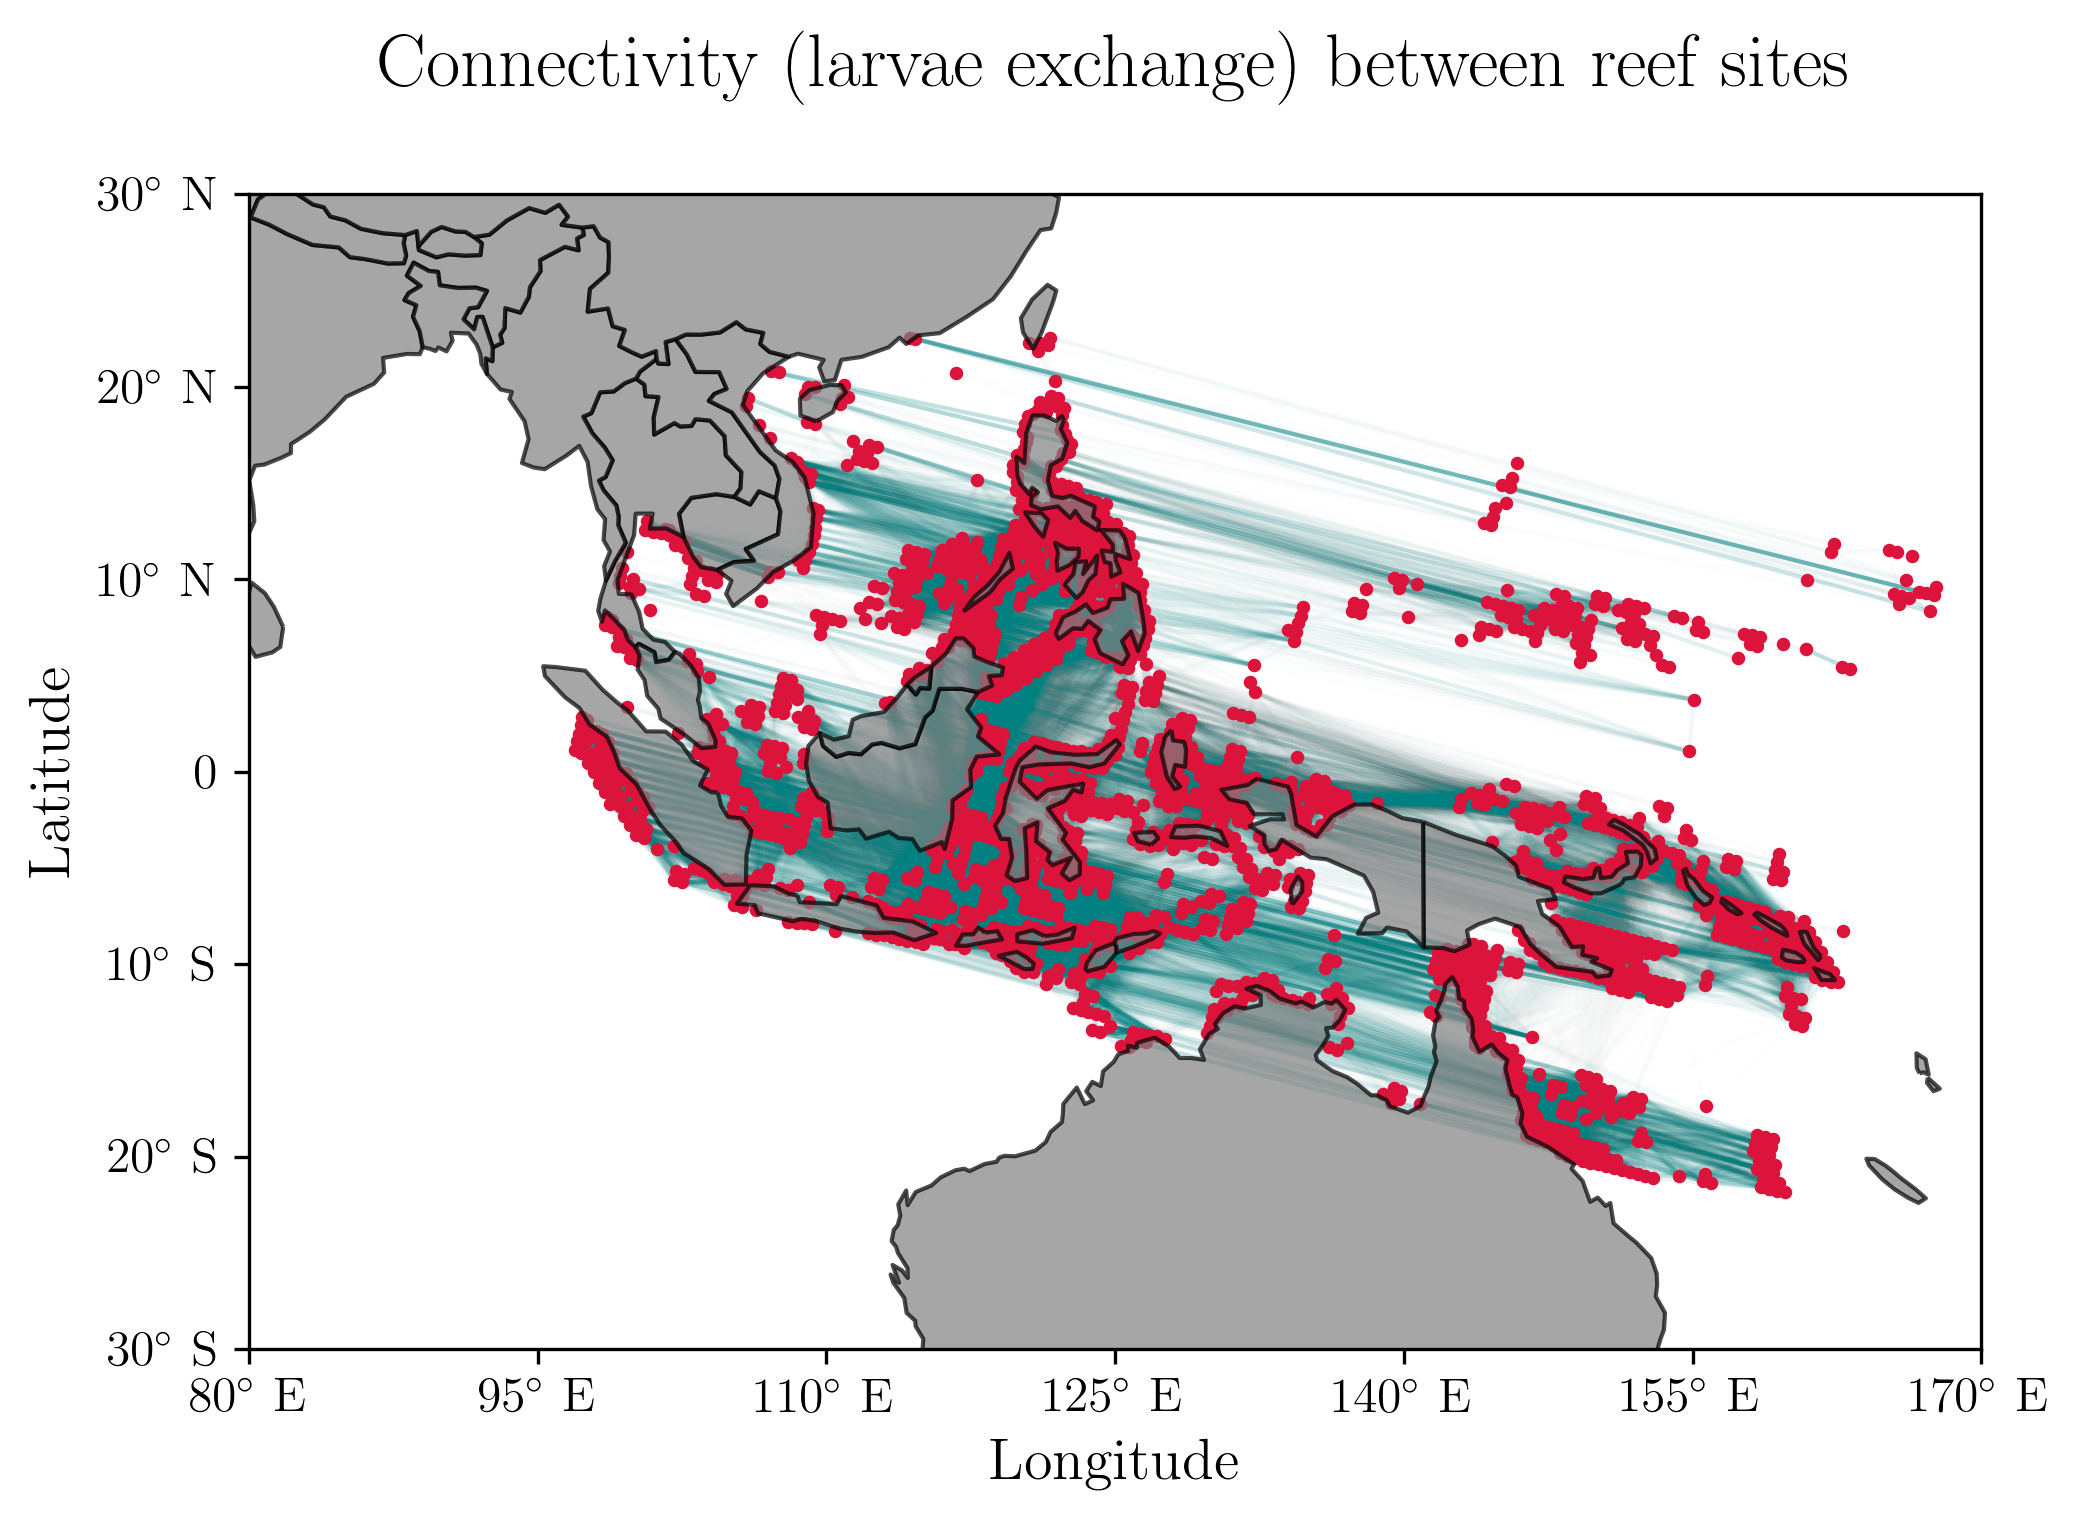 Connectivity (larvae exchange) between reef sites
30° N
20° N
10° N
0
10° S
20° S
30° S
Latitude
80° E 95° E 110° E 125° E 140° E 155° E 170° E
Longitude